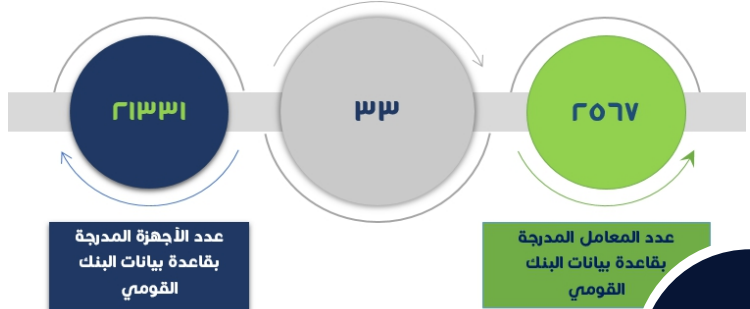 ٢٥٦٧
٣٣
٢١٣٣١
عدد المعامل المدرجة
بقاعدة بيانات البنك
القومي
عدد الأجهزة المدرجة
بقاعدة بيانات البنك
القومي